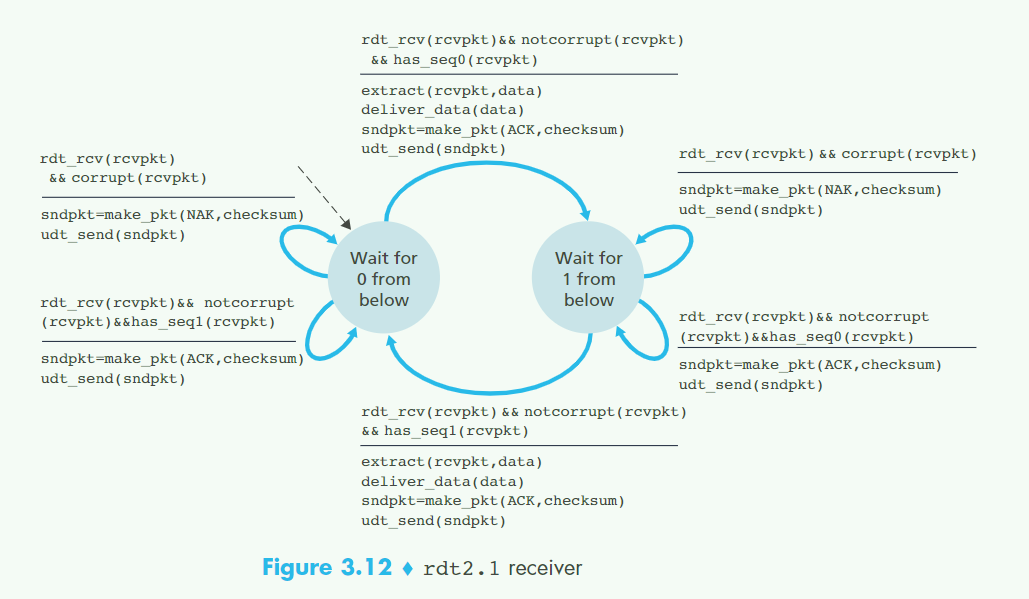 rdt_rcv(rcvpkt)&& notcorrupt(rcvpkt)
&& has_seq0(rcvpkt)
extract(rcvpkt,data)
deliver_data(data)
sndpkt=make_pkt(ACK,checksum)
udt_send(sndpkt)
rdt_rcv(rcvpkt)
&& corrupt(rcvpkt)
sndpkt=make_pkt(NAK,checksum)
udt_send(sndpkt)
rdt_rcv(rcvpkt) && corrupt(rcvpkt)
sndpkt=make_pkt(NAK,checksum)
udt_send(sndpkt)
Wait for
0 from
below
Wait for
1 from
below
rdt_rcv(rcvpkt)&& notcorrupt
(rcvpkt)&&has_seq1(rcvpkt)
sndpkt=make_pkt(ACK,checksum)
udt_send(sndpkt)
rdt_rcv(rcvpkt)&& notcorrupt
(rcvpkt)&&has_seq0(rcvpkt)
sndpkt=make_pkt(ACK,checksum)
udt_send(sndpkt)
rdt_rcv(rcvpkt) && notcorrupt(rcvpkt)
&& has_seq1(rcvpkt)
extract(rcvpkt,data)
deliver_data(data)
sndpkt=make_pkt(ACK,checksum)
udt_send(sndpkt)
Figure 3.12 ♦ rdt2.1 receiver